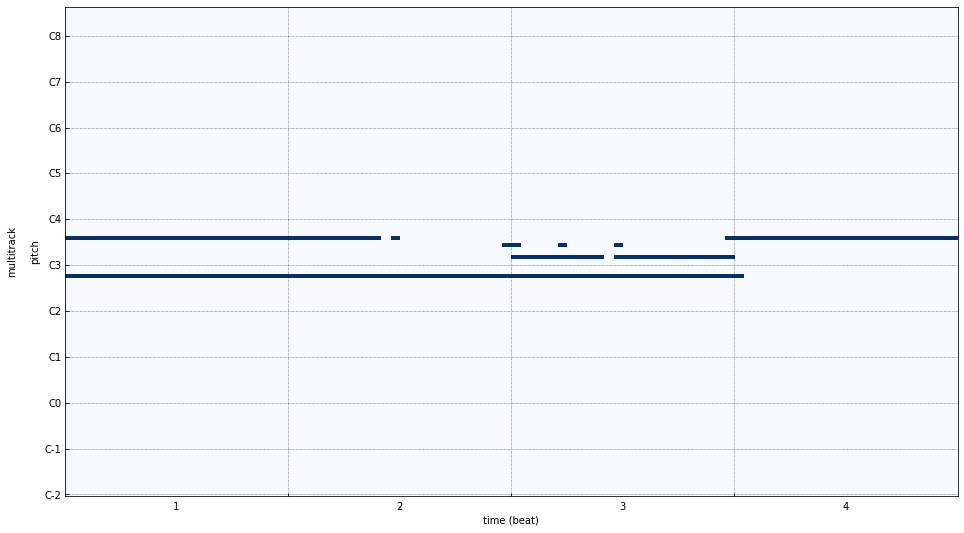 C8
C7
C6
C5
C4
C3
C2
C1
C0
C-1
C-2
multitrack
pitch
1 2 3 4
time (beat)